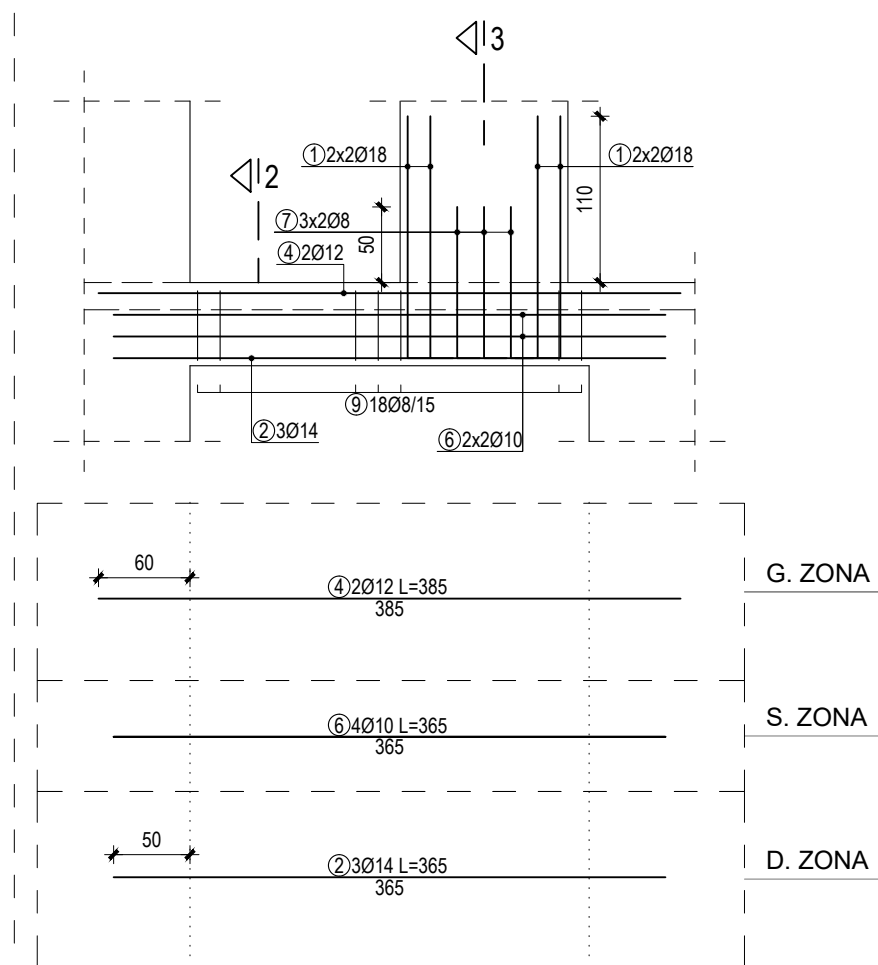 3
①2x2Ø18
①2x2Ø18
2
110
⑦3x2Ø8
50
④2Ø12
⑨18Ø8/15
②3Ø14
⑥2x2Ø10
60
④2Ø12 L=385
385
G. ZONA
⑥4Ø10 L=365
365
S. ZONA
50
②3Ø14 L=365
365
D. ZONA